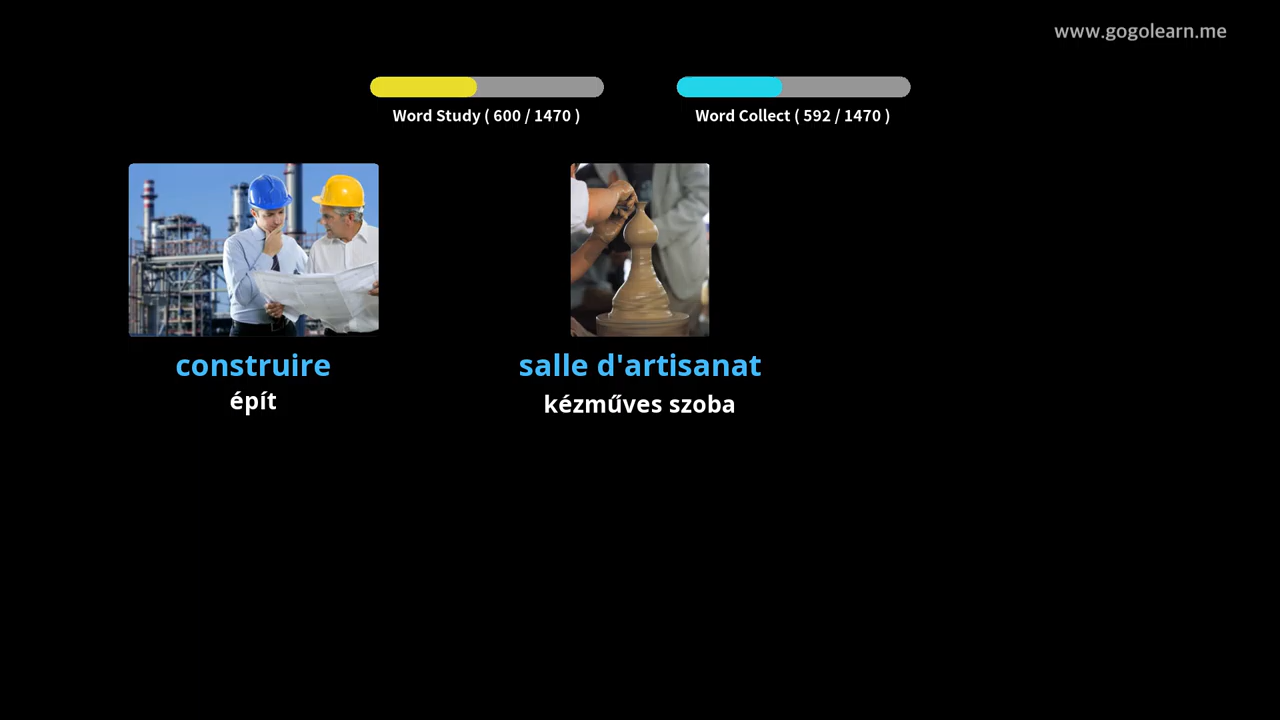 www.gogolearn.me
Word Study ( 600 / 1470 )
Word Collect ( 592 / 1470 )
construire
épít
salle d'artisanat
kézműves szoba